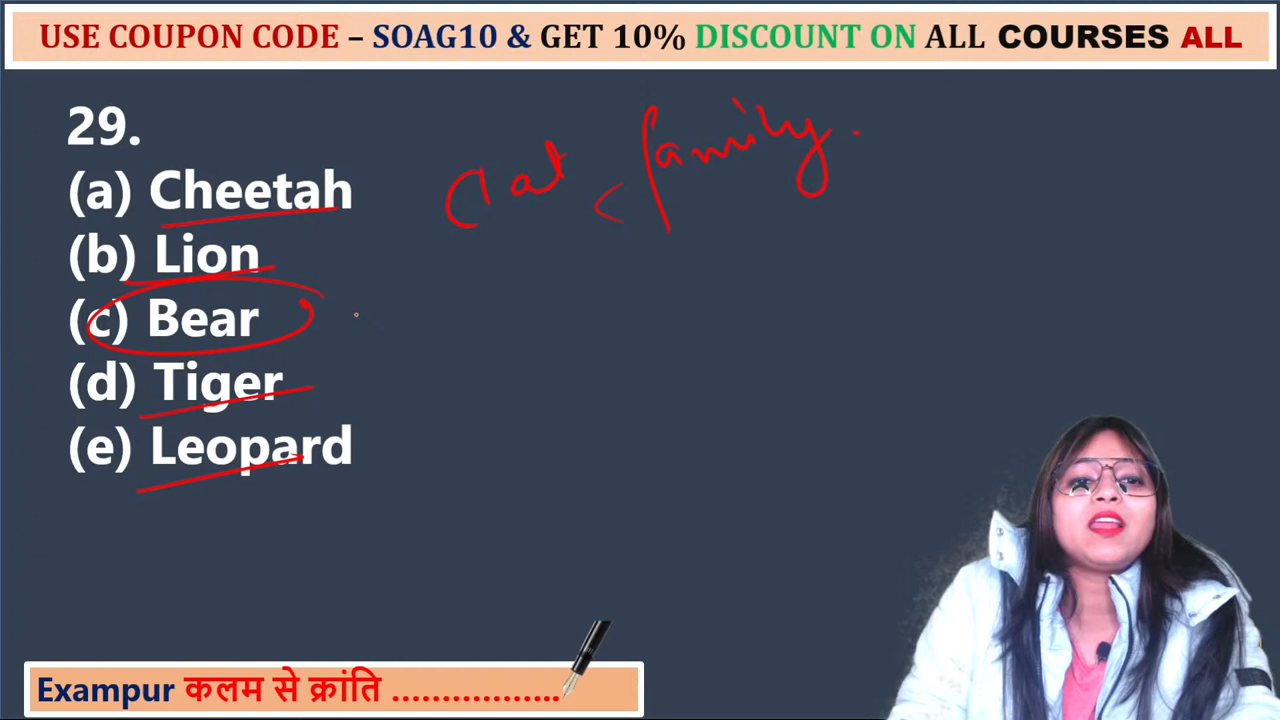 USE COUPON CODE – SOAG10 & GET 10% DISCOUNT ON ALL COURSES ALL
29.
(a) Cheetah
Cat family.
(b) Lion
(c) Bear
(d) Tiger
(e) Leopard
Exampur कलम से क्रांति .................